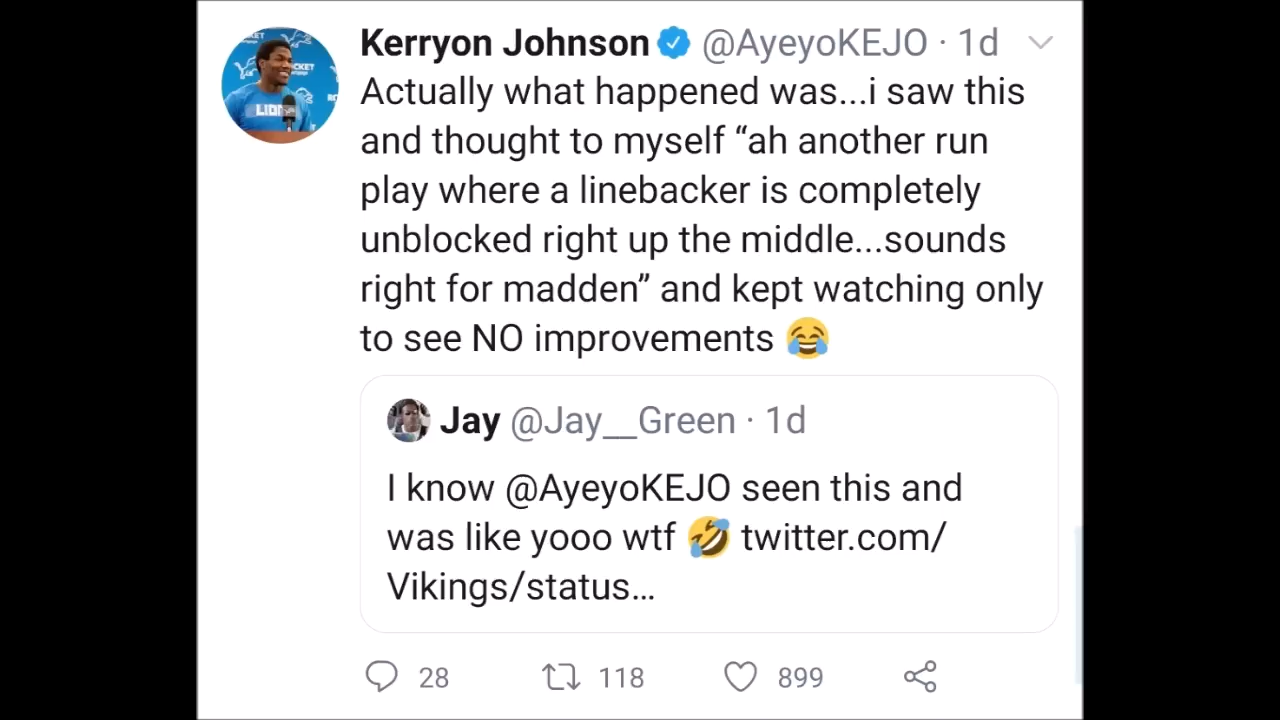 Kerryon Johnson @AyeyoKEJO · 1d
Actually what happened was...i saw this
and thought to myself “ah another run
play where a linebacker is completely
unblocked right up the middle...sounds
right for madden” and kept watching only
to see NO improvements 😂
Jay @Jay__Green · 1d
I know @AyeyoKEJO seen this and
was like yooo wtf 🤣 twitter.com/
Vikings/status...
28 118 899